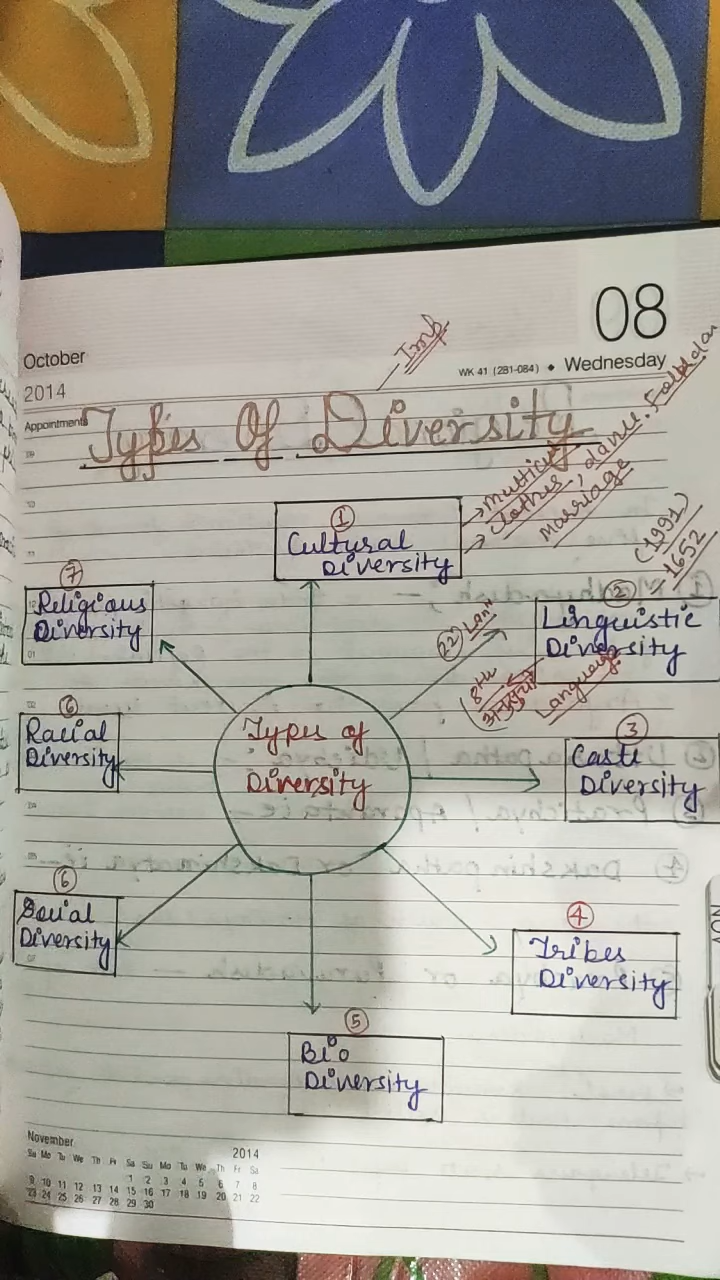 08
October
WK 41 (281-084) ◆ Wednesday
2014
- Imp
Appointments
Types Of Diversity
→ clothes, dance.
Marriage
①
Cultural
Diversity
(1991)
- 1652
②
Linguistic
Diversity
Language
22 Lanⁿ
(8th
अनुसूची
⑦
Religious
Diversity
⑥
Racial
Diversity
Types of
Diversity
③
Caste
Diversity
⑥
Social
Diversity
④
Tribes
Diversity
⑤
Bio
Diversity
November 2014
Su Mo Tu We Th Fr Sa Su Mo Tu We Th Fr Sa
1 2 3 4 5 6 7 8
9 10 11 12 13 14 15 16 17 18 19 20 21 22
23 24 25 26 27 28 29 30